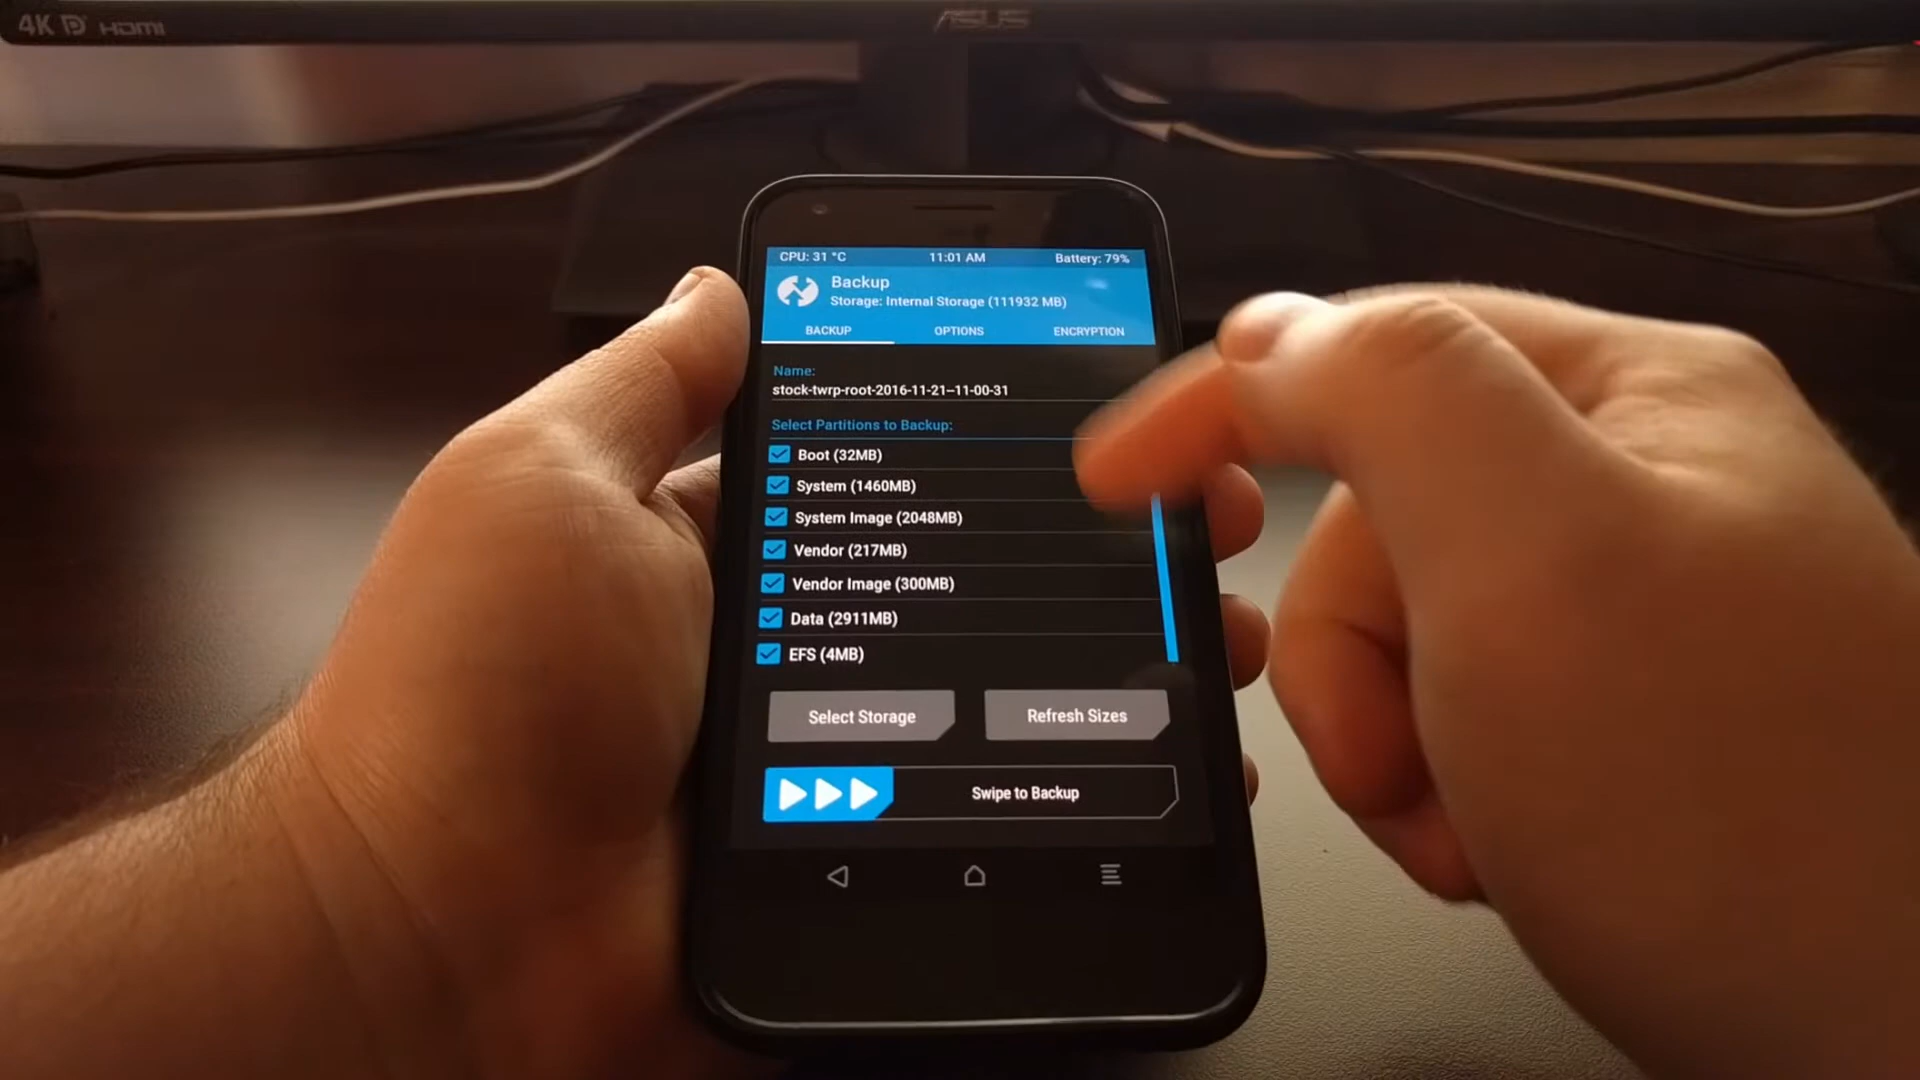 4K HDMI
ASUS
CPU: 31 °C 11:01 AM Battery: 79%
Backup
Storage: Internal Storage (111932 MB)
BACKUP OPTIONS ENCRYPTION
Name:
stock-twrp-root-2016-11-21--11-00-31
Select Partitions to Backup:
Boot (32MB)
System (1460MB)
System Image (2048MB)
Vendor (217MB)
Vendor Image (300MB)
Data (2911MB)
EFS (4MB)
Select Storage Refresh Sizes
Swipe to Backup